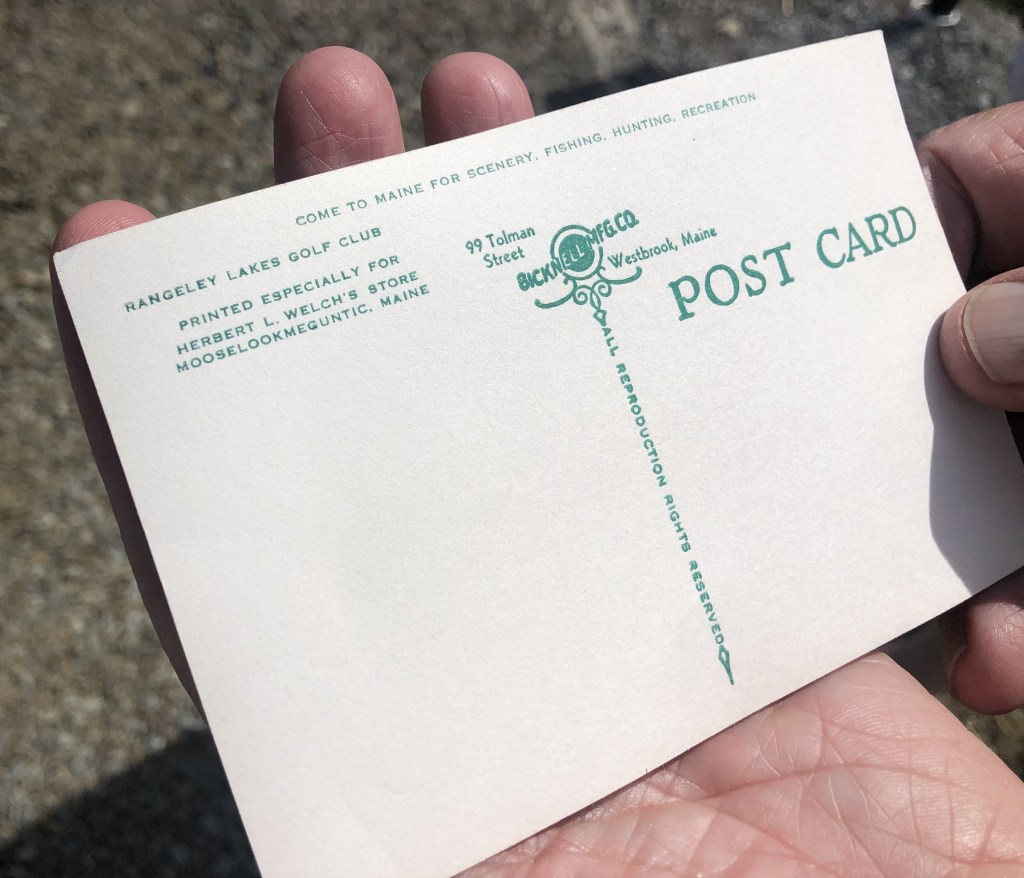 COME TO MAINE FOR SCENERY, FISHING, HUNTING, RECREATION
RANGELEY LAKES GOLF CLUB
PRINTED ESPECIALLY FOR
HERBERT L. WELCH'S STORE
MOOSELOOKMEGUNTIC, MAINE
99 Tolman
Street
BICKNELL MFG.CO.
Westbrook, Maine
POST CARD
ALL REPRODUCTION RIGHTS RESERVED